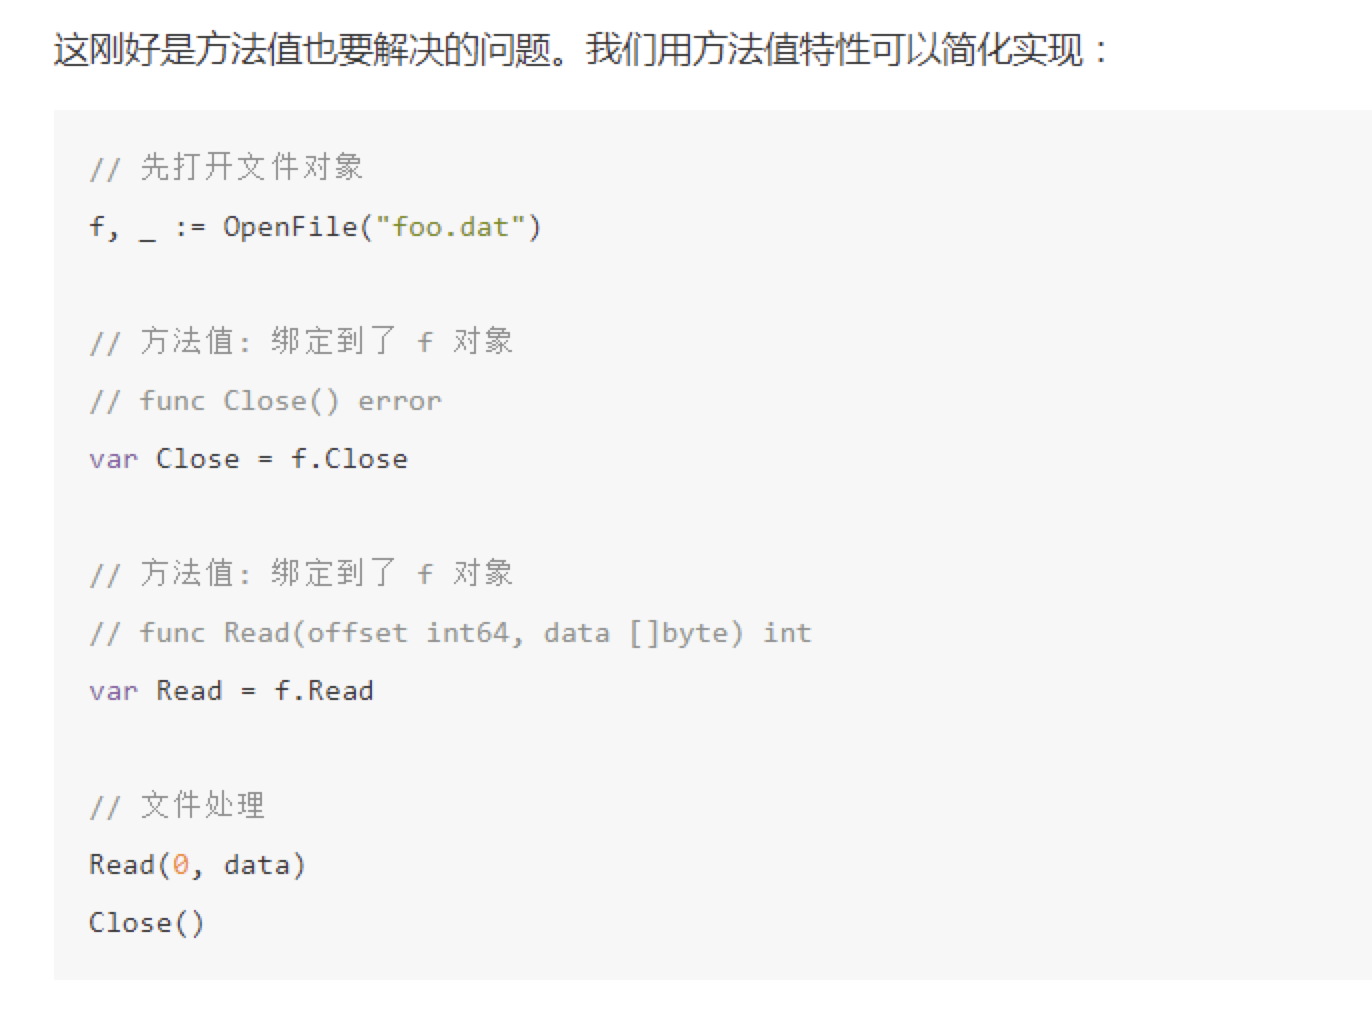 这刚好是方法值也要解决的问题。我们用方法值特性可以简化实现：
// 先打开文件对象
f, _ := OpenFile("foo.dat")
// 方法值: 绑定到了 f 对象
// func Close() error
var Close = f.Close
// 方法值: 绑定到了 f 对象
// func Read(offset int64, data []byte) int
var Read = f.Read
// 文件处理
Read(0, data)
Close()